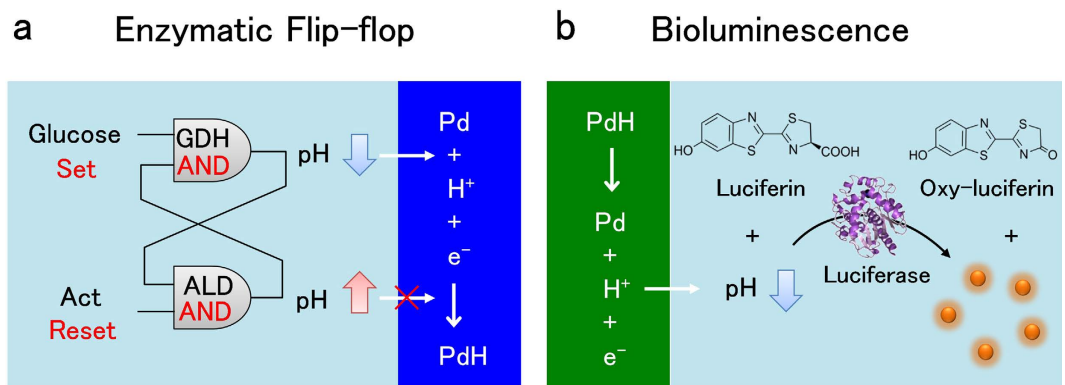 a Enzymatic Flip-flop
Glucose
Set
GDH
AND
pH
Act
Reset
ALD
AND
pH
Pd
+
H⁺
+
e⁻
PdH
b Bioluminescence
PdH
Pd
+
H⁺
+
e⁻
HO
N
S
N
S
COOH
Luciferin
+
pH
Luciferase
HO
N
S
N
S
O
Oxy-luciferin
+